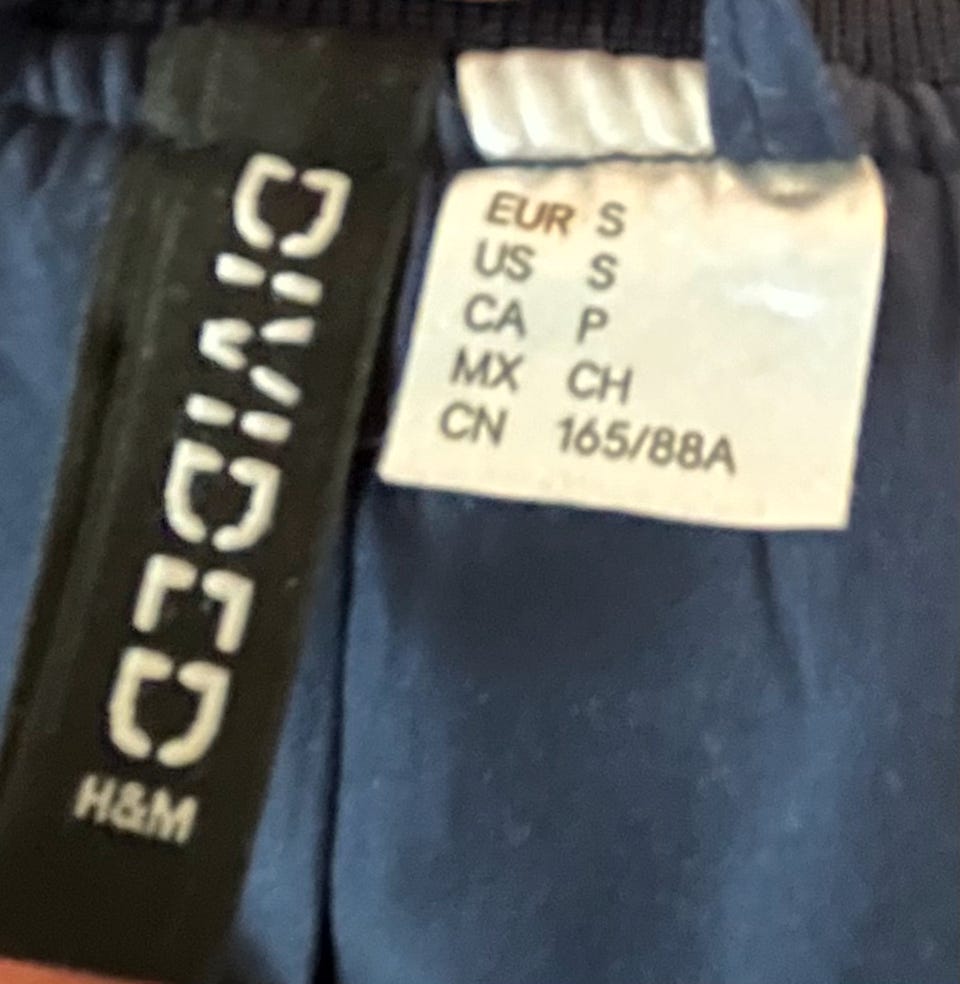 DIVIDED
H&M
EUR S
US S
CA P
MX CH
CN 165/88A